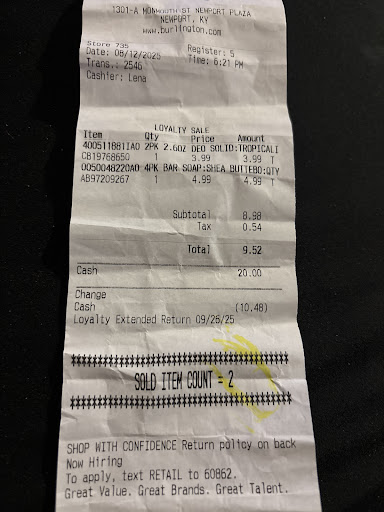 1301-A MONMOUTH ST NEWPORT PLAZA
NEWPORT, KY
www.burlington.com
Store 735 Register: 5
Date: 08/12/2025 Time: 6:21 PM
Trans.: 2546
Cashier: Lena
LOYALTY SALE
Item Qty Price Amount
400511881IAO 2PK 2.6OZ DEO SOLID:TROPICALI
CB19768650 1 3.99 3.99 T
0050048220AO 4PK BAR SOAP:SHEA BUTTEBO:QTY
AB97209267 1 4.99 4.99 T
Subtotal 8.98
Tax 0.54
Total 9.52
Cash 20.00
Change
Cash (10.48)
Loyalty Extended Return 09/25/25
SOLD ITEM COUNT = 2
SHOP WITH CONFIDENCE Return policy on back
Now Hiring
To apply, text RETAIL to 60862.
Great Value. Great Brands. Great Talent.